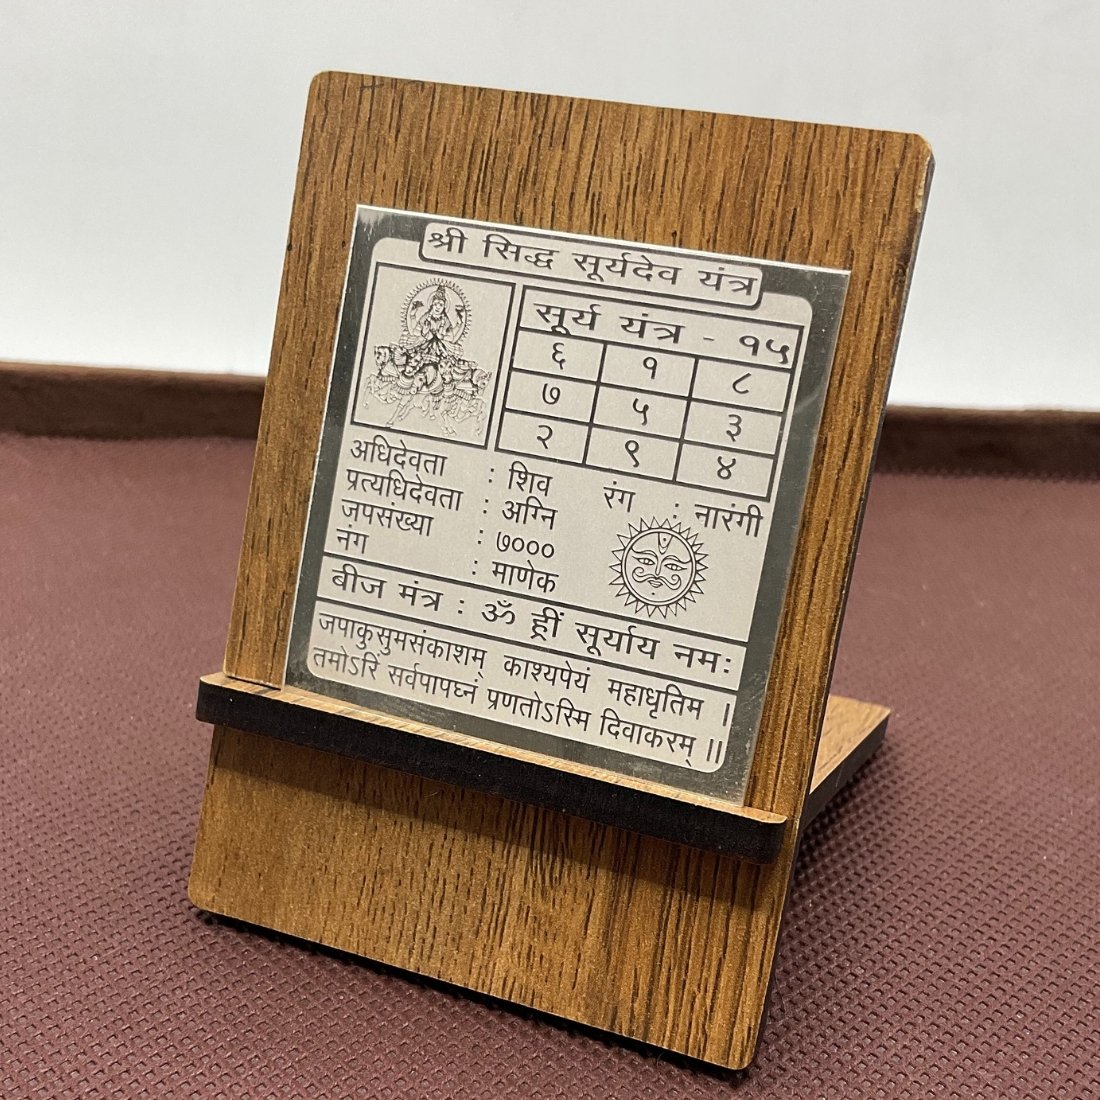 श्री सिद्ध सूर्यदेव यंत्र
सूर्य यंत्र - १५
६ १ ८
७ ५ ३
२ ९ ४
अधिदेवता : शिव रंग : नारंगी
प्रत्यधिदेवता : अग्नि
जपसंख्या : ७०००
नंग : माणेक
बीज मंत्र : ॐ ह्रीं सूर्याय नमः
जपाकुसुमसंकाशम् काश्यपेयं महाधृतिम ।
तमोऽरिं सर्वपापघ्नं प्रणतोऽस्मि दिवाकरम् ॥